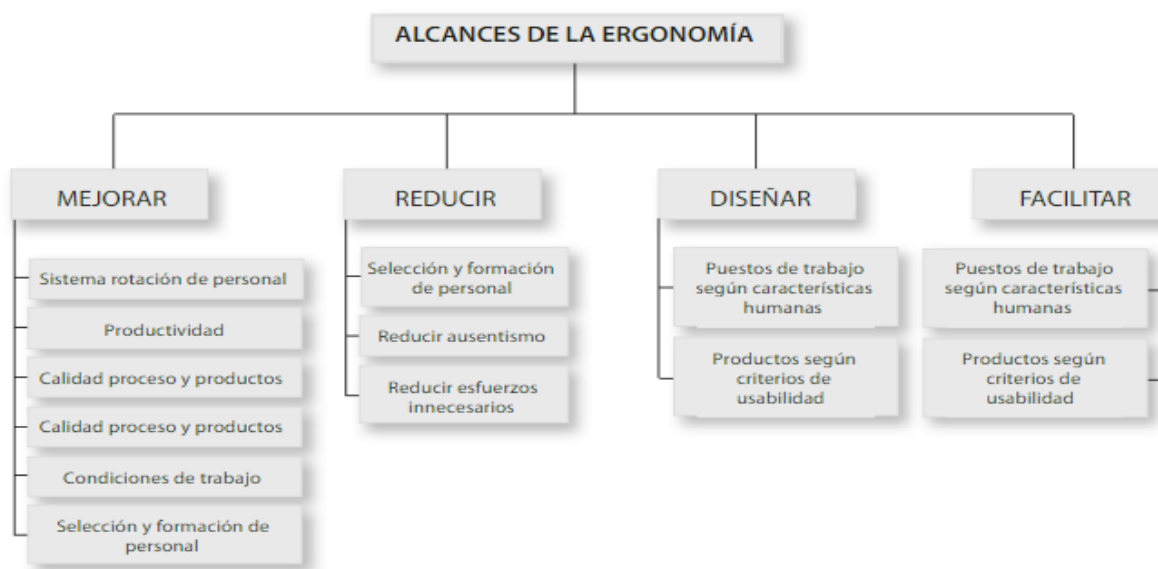 ALCANCES DE LA ERGONOMÍA
MEJORAR
Sistema rotación de personal
Productividad
Calidad proceso y productos
Calidad proceso y productos
Condiciones de trabajo
Selección y formación de
personal
REDUCIR
Selección y formación
de personal
Reducir ausentismo
Reducir esfuerzos
innecesarios
DISEÑAR
Puestos de trabajo
según características
humanas
Productos según
criterios de
usabilidad
FACILITAR
Puestos de trabajo
según características
humanas
Productos según
criterios de
usabilidad